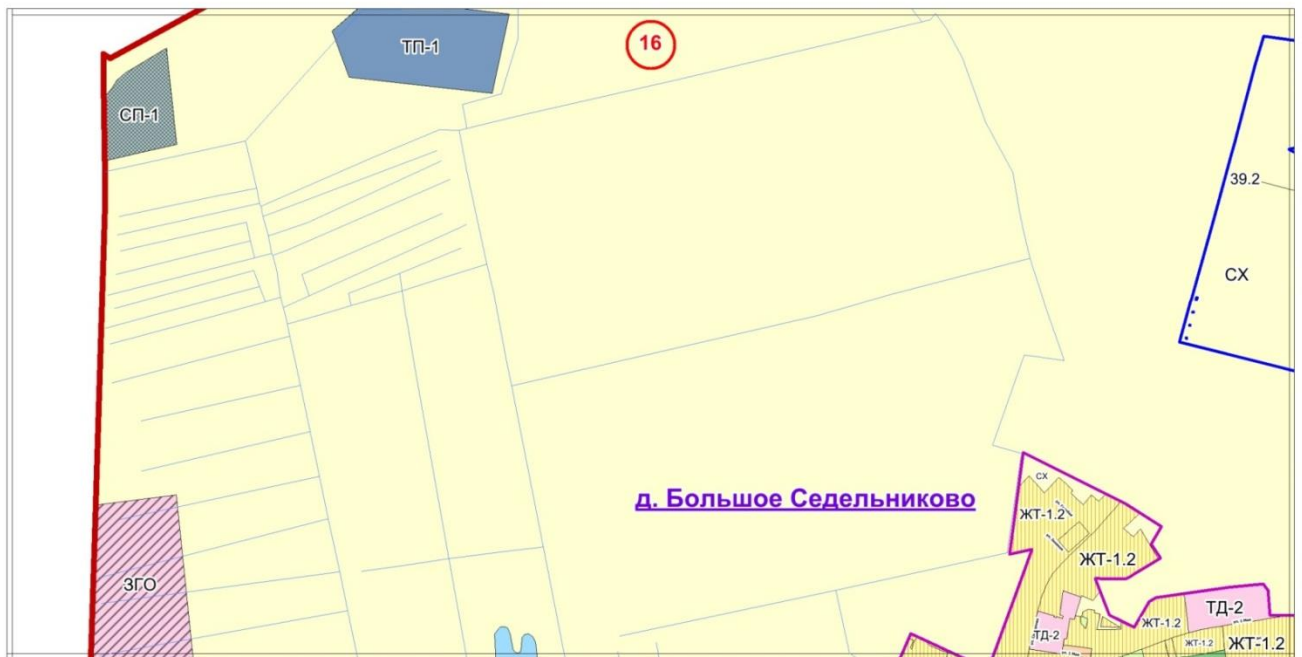 ТП-1
16
СП-1
39.2
СХ
д. Большое Седельниково
СХ
ЖТ-1.2
ЖТ-1.2
ЗГО
ТД-2
ЖТ-1.2
ТД-2
ЖТ-1.2
ЖТ-1.2